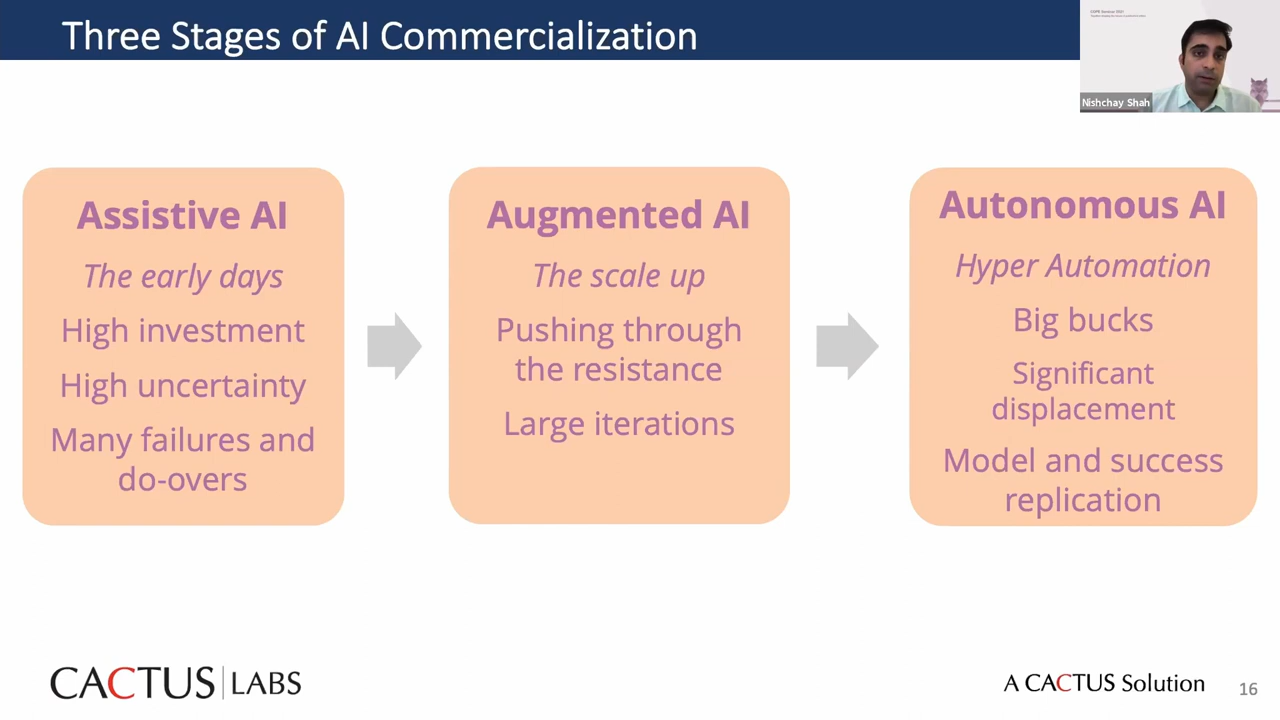 Three Stages of AI Commercialization
Nishchay Shah
Assistive AI
The early days
High investment
High uncertainty
Many failures and
do-overs
Augmented AI
The scale up
Pushing through
the resistance
Large iterations
Autonomous AI
Hyper Automation
Big bucks
Significant
displacement
Model and success
replication
CACTUS | LABS
A CACTUS Solution
16